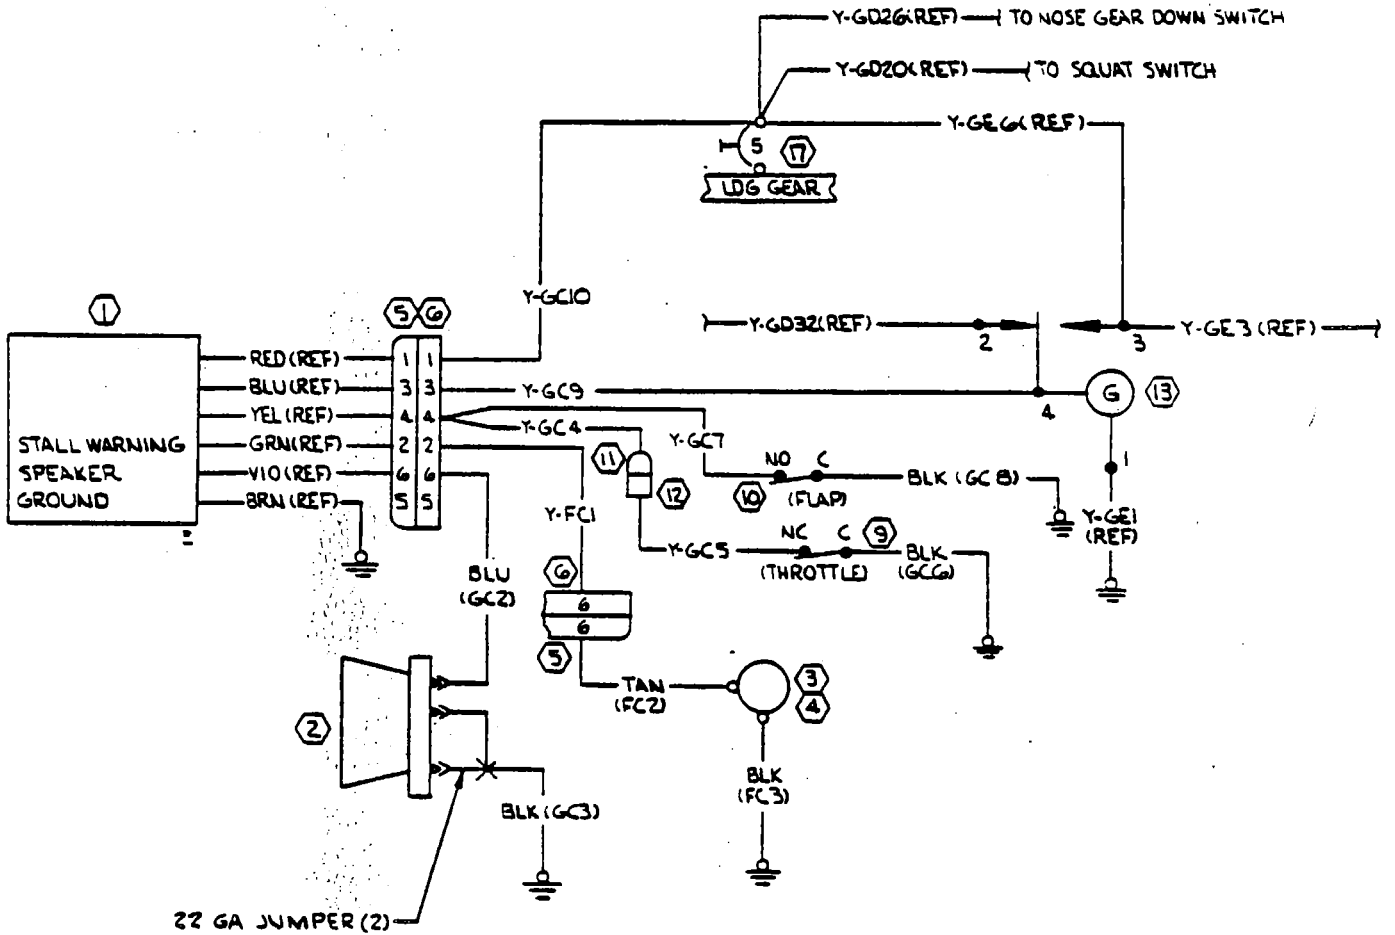 Y-GD26(REF) TO NOSE GEAR DOWN SWITCH
Y-GD20(REF) TO SQUAT SWITCH
Y-GE6(REF)
5 17
LDG GEAR
Y-GC10
1
5 6
Y-GD32(REF) 2 3 Y-GE3 (REF)
RED(REF) 1 1
BLU(REF) 3 3 Y-GC9 4 G 13
YEL(REF) 4 4
Y-GC4
Y-GC7
STALL WARNING
SPEAKER
GROUND
GRN(REF) 2 2
VIO(REF) 6 6
BRN(REF) 5 5
11
12
NO C
10 (FLAP)
BLK (GC8)
1
Y-FC1
Y-GE1
(REF)
NC C 9
Y-GC5
(THROTTLE)
BLK
(GC6)
BLU
(GC2)
6
6
6
5
TAN
(FC2)
3
4
2
BLK
(FC3)
BLK (GC3)
22 GA JUMPER (2)